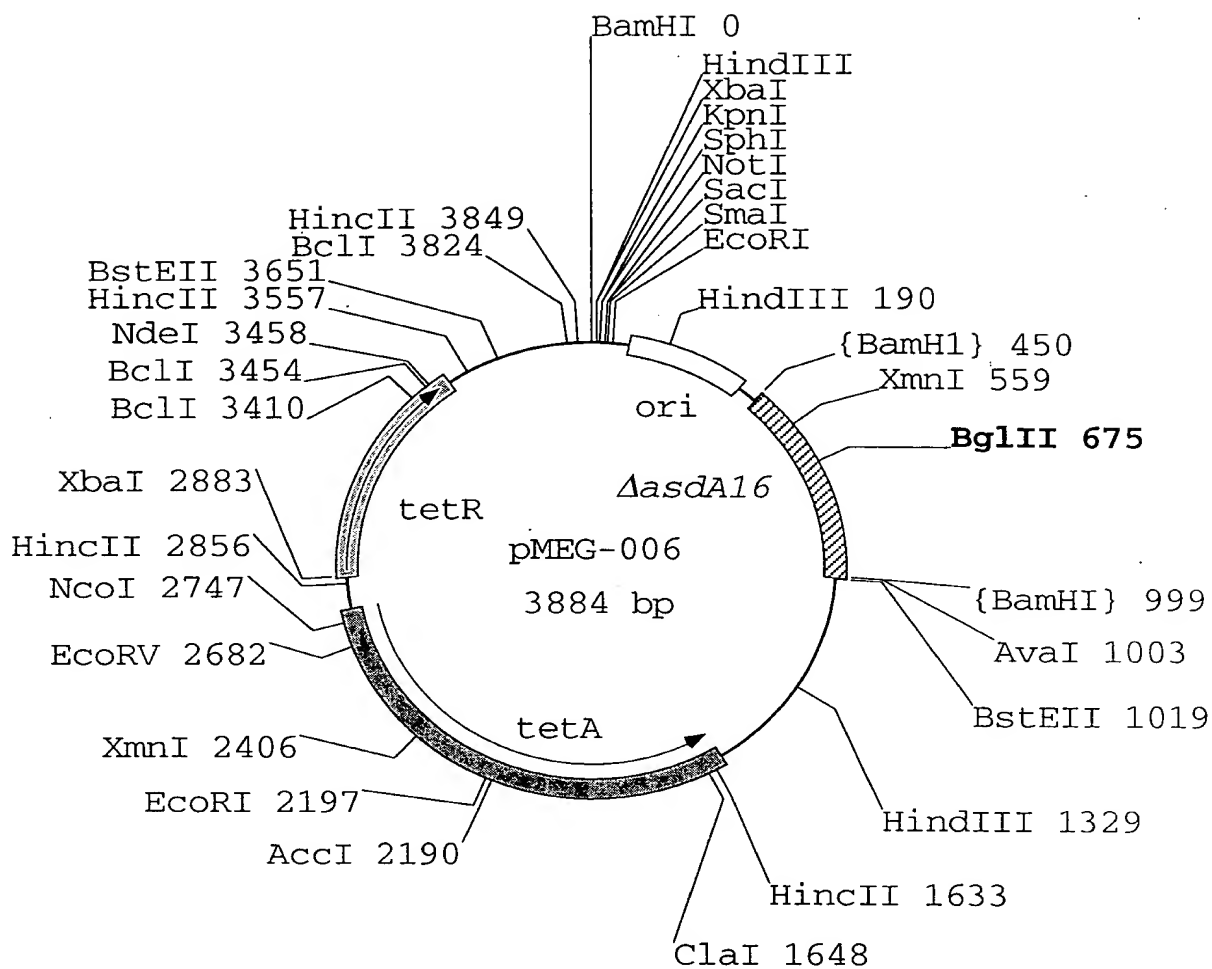 BamHI 0
HindIII
XbaI
KpnI
SphI
NotI
SacI
SmaI
EcoRI
HincII 3849
BclI 3824
BstEII 3651
HincII 3557
NdeI 3458
BclI 3454
BclI 3410
HindIII 190
{BamH1} 450
XmnI 559
BglII 675
ori
ΔasdA16
XbaI 2883
tetR
HincII 2856
pMEG-006
NcoI 2747
3884 bp
{BamHI} 999
EcoRV 2682
AvaI 1003
BstEII 1019
XmnI 2406
tetA
EcoRI 2197
HindIII 1329
AccI 2190
HincII 1633
ClaI 1648